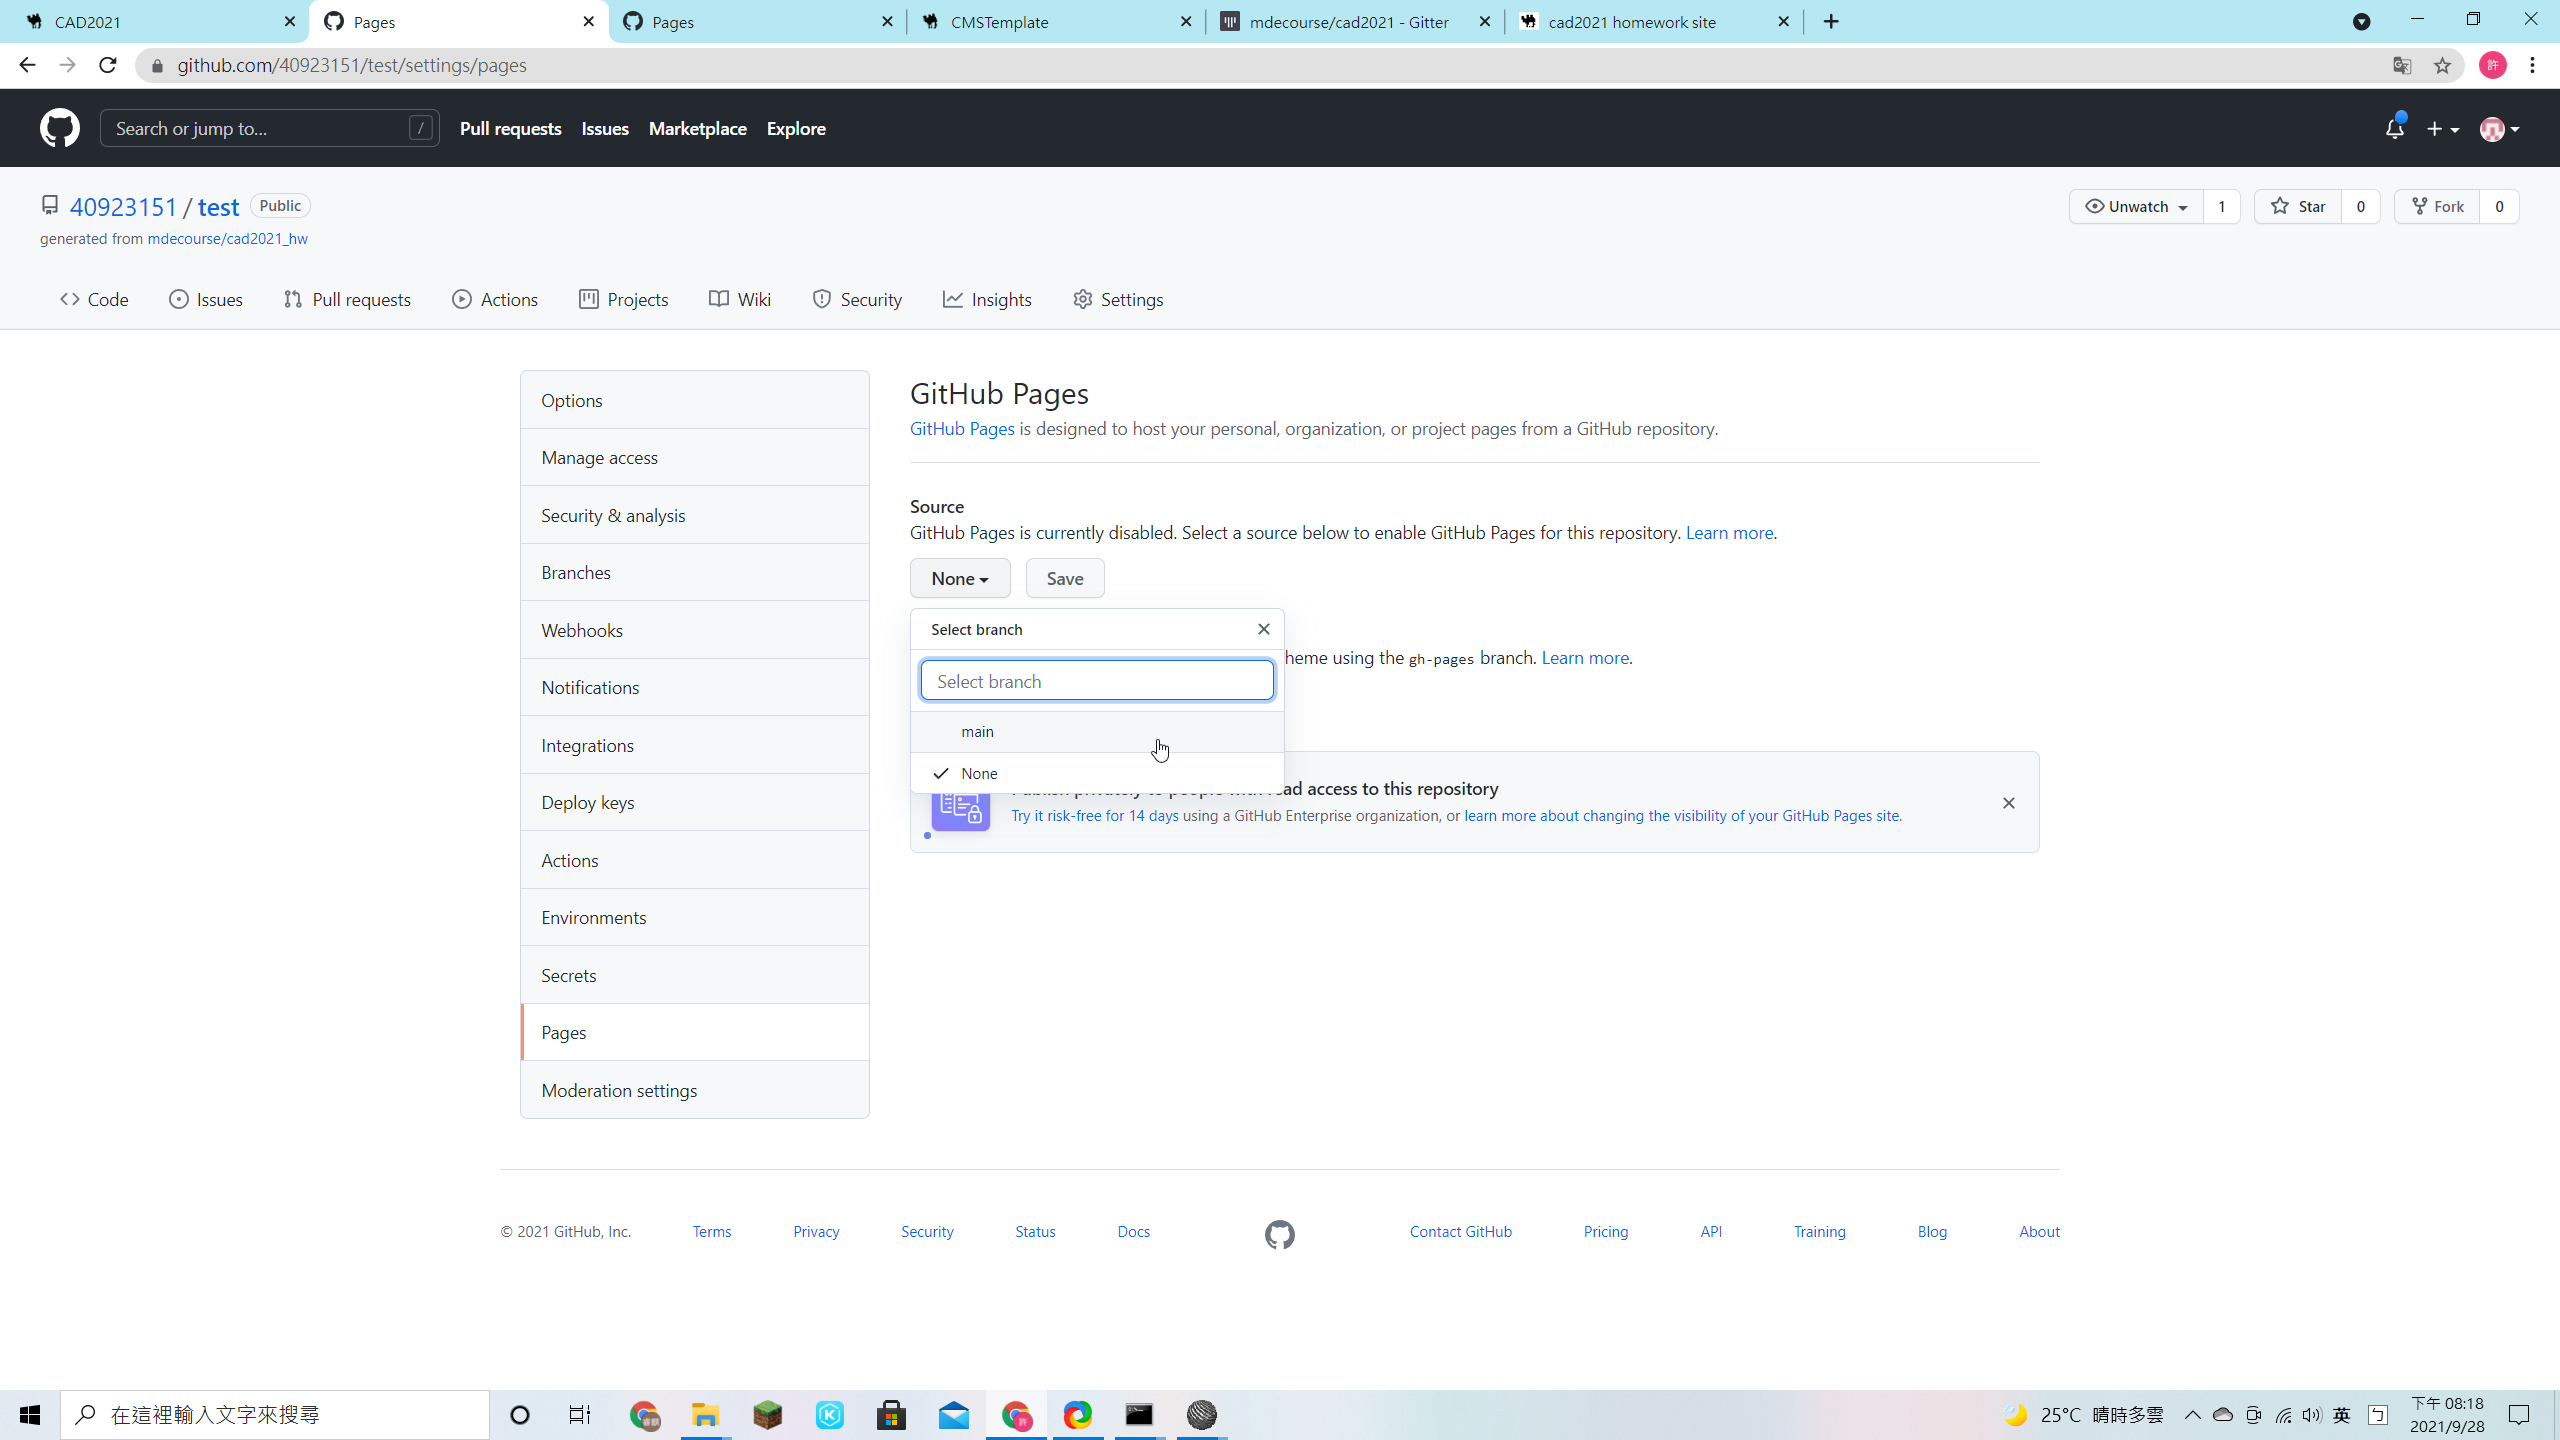 CAD2021
Pages
Pages
CMSTemplate
mdecourse/cad2021 - Gitter
cad2021 homework site
github.com/40923151/test/settings/pages
許
Search or jump to...
/
Pull requests
Issues
Marketplace
Explore
40923151 / test
Public
Unwatch
1
Star
0
Fork
0
generated from mdecourse/cad2021_hw
Code
Issues
Pull requests
Actions
Projects
Wiki
Security
Insights
Settings
Options
Manage access
Security & analysis
Branches
Webhooks
Notifications
Integrations
Deploy keys
Actions
Environments
Secrets
Pages
Moderation settings
GitHub Pages
GitHub Pages is designed to host your personal, organization, or project pages from a GitHub repository.
Source
GitHub Pages is currently disabled. Select a source below to enable GitHub Pages for this repository. Learn more.
None
Save
Select branch
Select branch
heme using the gh-pages branch. Learn more.
main
None
access to this repository
Try it risk-free for 14 days using a GitHub Enterprise organization, or learn more about changing the visibility of your GitHub Pages site.
© 2021 GitHub, Inc.
Terms
Privacy
Security
Status
Docs
Contact GitHub
Pricing
API
Training
Blog
About
在這裡輸入文字來搜尋
25°C 晴時多雲
英
ㄅ
下午 08:18
2021/9/28